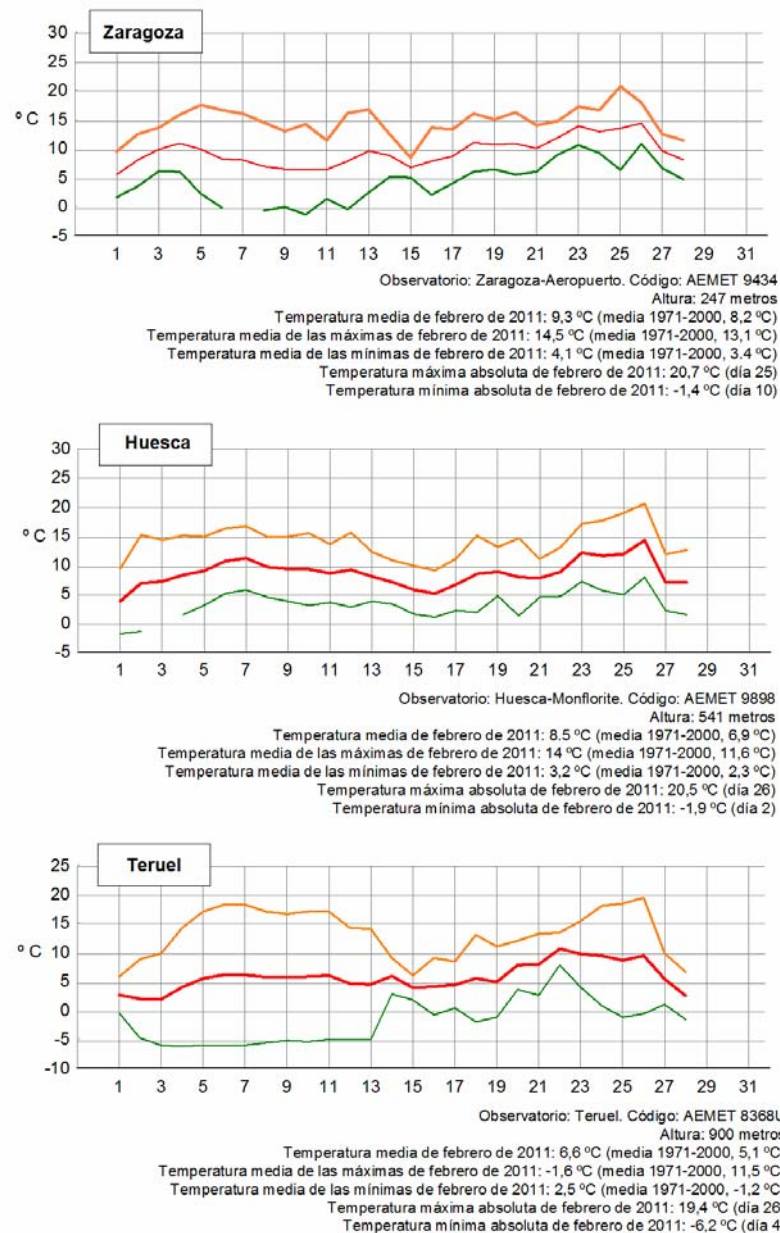 Zaragoza
30
25
20
º C
15
10
5
0
-5
1 3 5 7 9 11 13 15 17 19 21 23 25 27 29 31
Observatorio: Zaragoza-Aeropuerto. Código: AEMET 9434
Altura: 247 metros
Temperatura media de febrero de 2011: 9,3 ºC (media 1971-2000, 8,2 ºC)
Temperatura media de las máximas de febrero de 2011: 14,5 ºC (media 1971-2000, 13,1 ºC)
Temperatura media de las mínimas de febrero de 2011: 4,1 ºC (media 1971-2000, 3.4 ºC)
Temperatura máxima absoluta de febrero de 2011: 20,7 ºC (día 25)
Temperatura mínima absoluta de febrero de 2011: -1,4 ºC (día 10)
Huesca
30
25
20
º C
15
10
5
0
-5
1 3 5 7 9 11 13 15 17 19 21 23 25 27 29 31
Observatorio: Huesca-Monflorite. Código: AEMET 9898
Altura: 541 metros
Temperatura media de febrero de 2011: 8.5 ºC (media 1971-2000, 6,9 ºC)
Temperatura media de las máximas de febrero de 2011: 14 ºC (media 1971-2000, 11,6 ºC)
Temperatura media de las mínimas de febrero de 2011: 3,2 ºC (media 1971-2000, 2,3 ºC)
Temperatura máxima absoluta de febrero de 2011: 20,5 ºC (día 26)
Temperatura mínima absoluta de febrero de 2011: -1,9 ºC (día 2)
Teruel
25
20
15
º C
10
5
0
-5
-10
1 3 5 7 9 11 13 15 17 19 21 23 25 27 29 31
Observatorio: Teruel. Código: AEMET 8368U
Altura: 900 metros
Temperatura media de febrero de 2011: 6,6 ºC (media 1971-2000, 5,1 ºC
Temperatura media de las máximas de febrero de 2011: -1,6 ºC (media 1971-2000, 11,5 ºC
Temperatura media de las mínimas de febrero de 2011: 2,5 ºC (media 1971-2000, -1,2 ºC
Temperatura máxima absoluta de febrero de 2011: 19,4 ºC (día 26
Temperatura mínima absoluta de febrero de 2011: -6,2 ºC (día 4